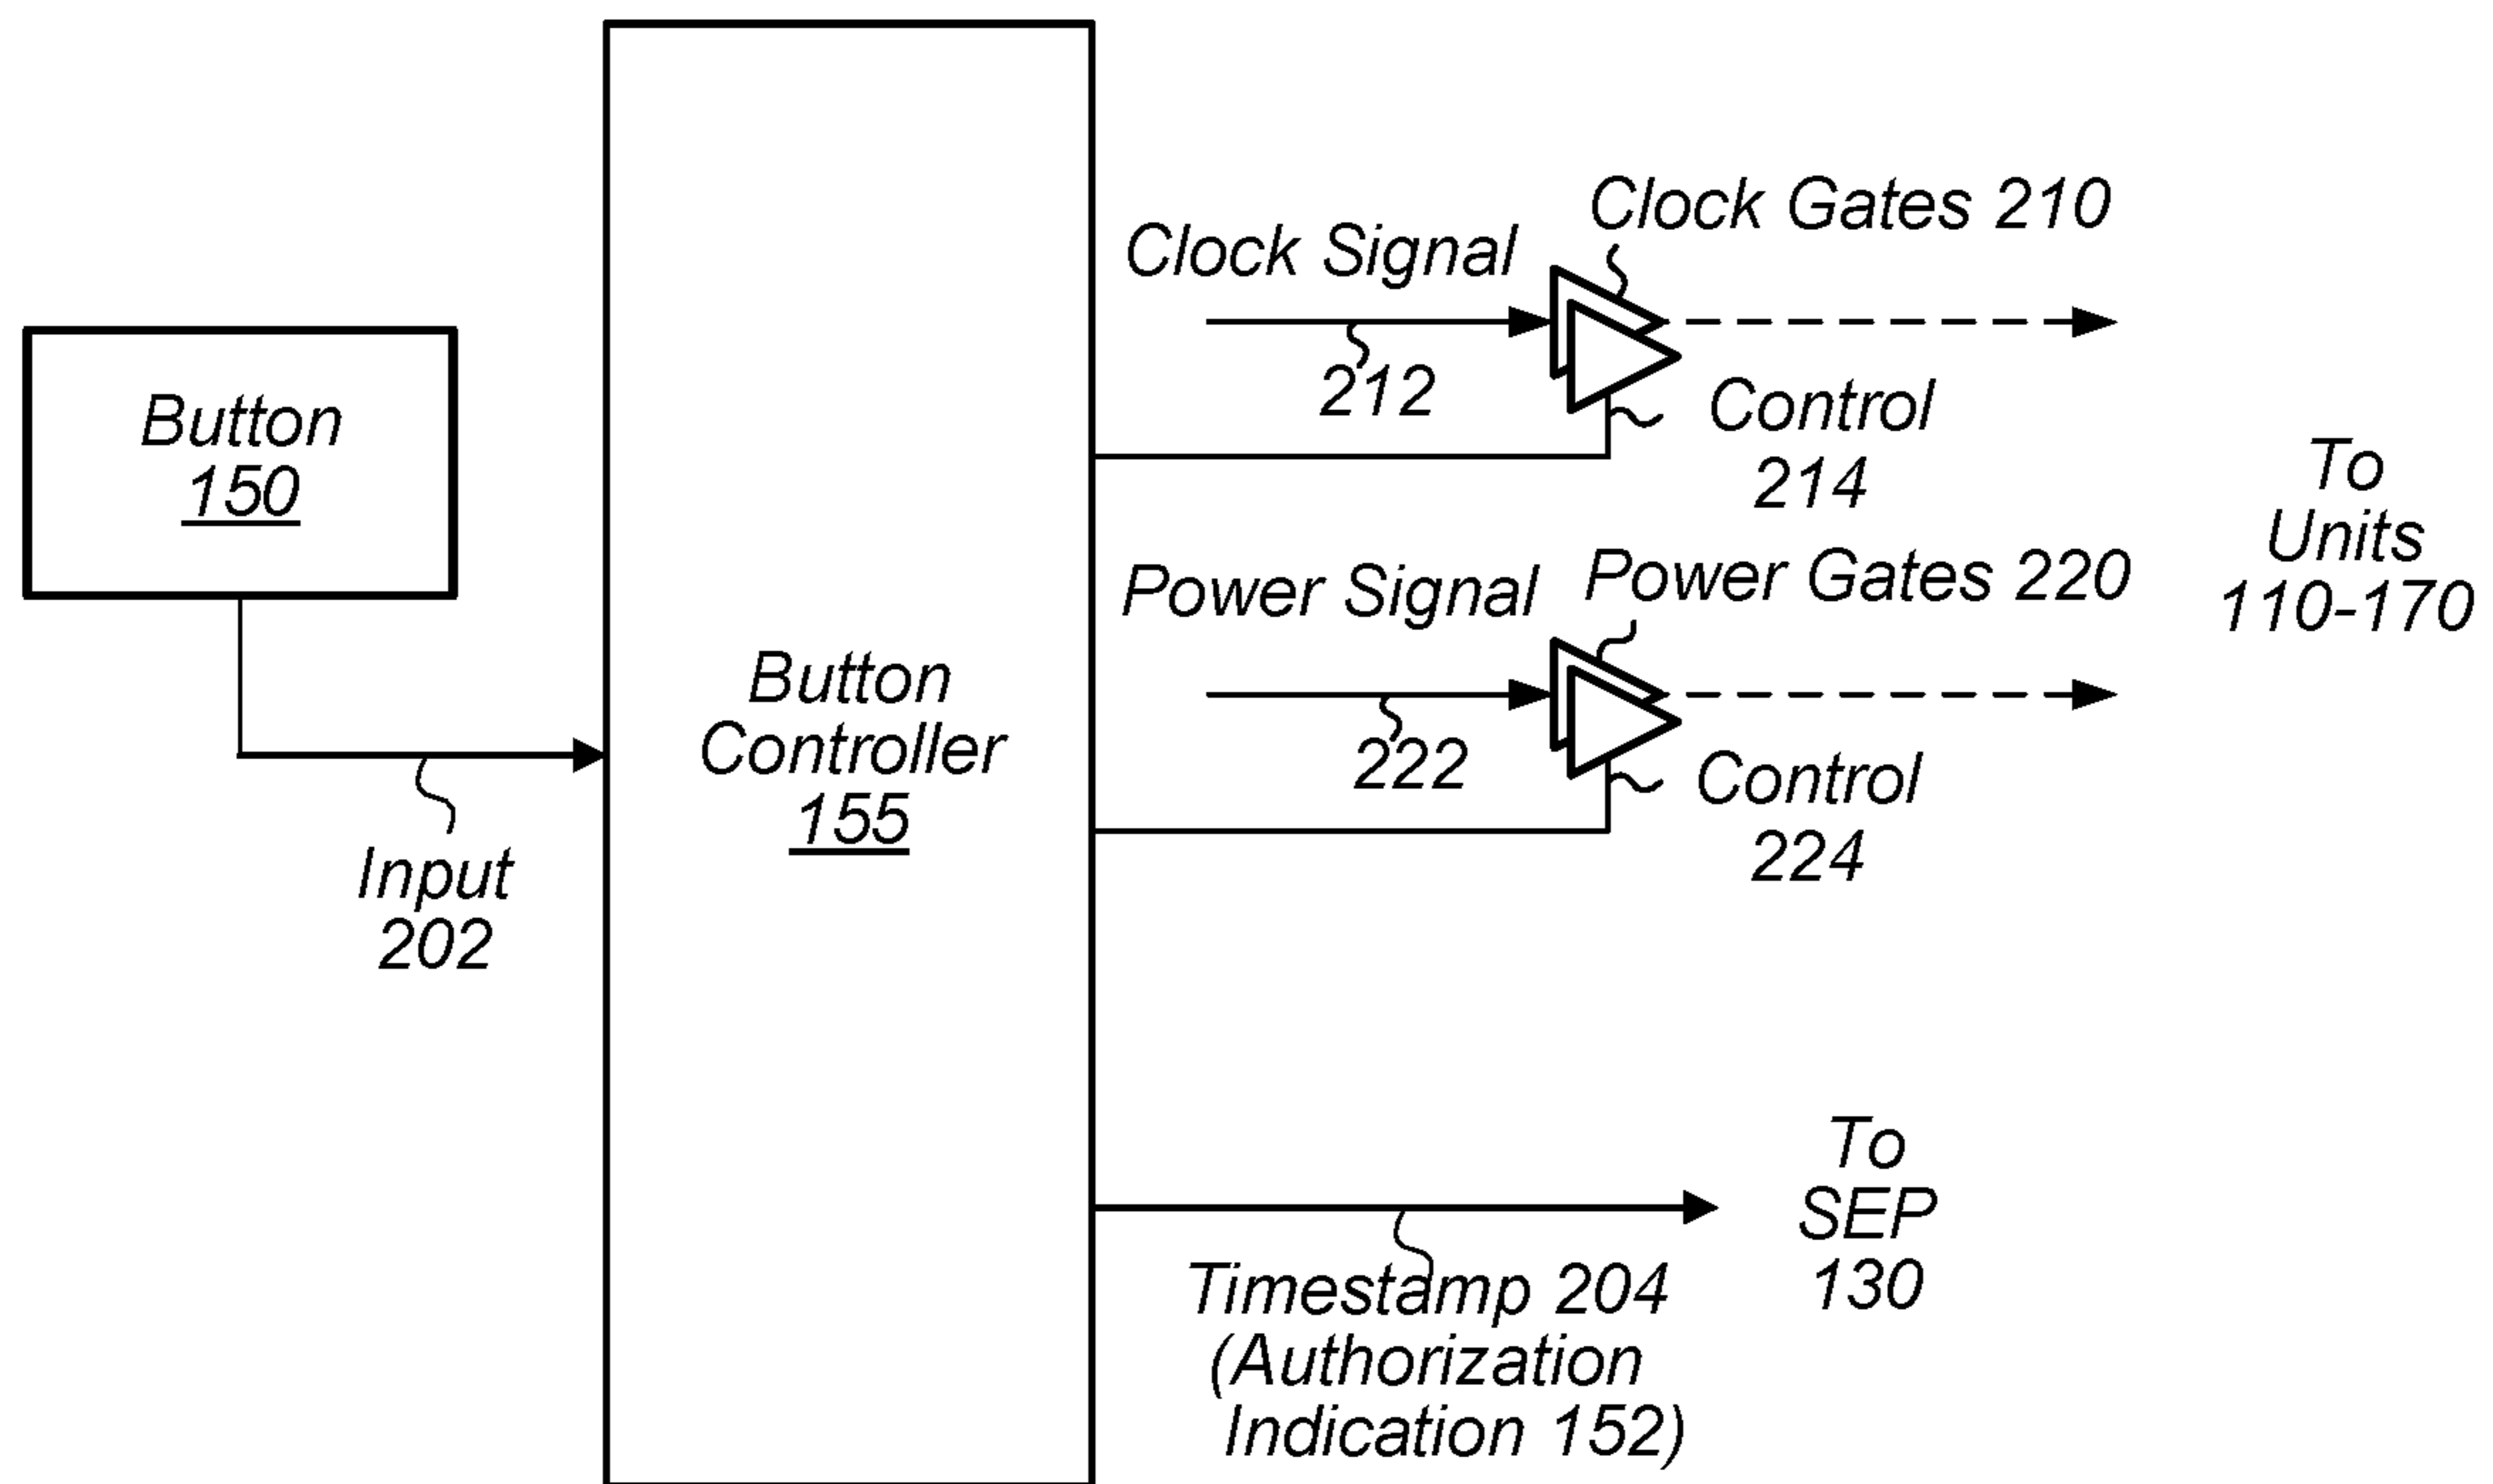 Button
150
Input
202
Button
Controller
155
Clock Signal
212
Clock Gates 210
Control
214
Power Signal
222
Power Gates 220
Control
224
To
Units
110-170
Timestamp 204
(Authorization
Indication 152)
To
SEP
130